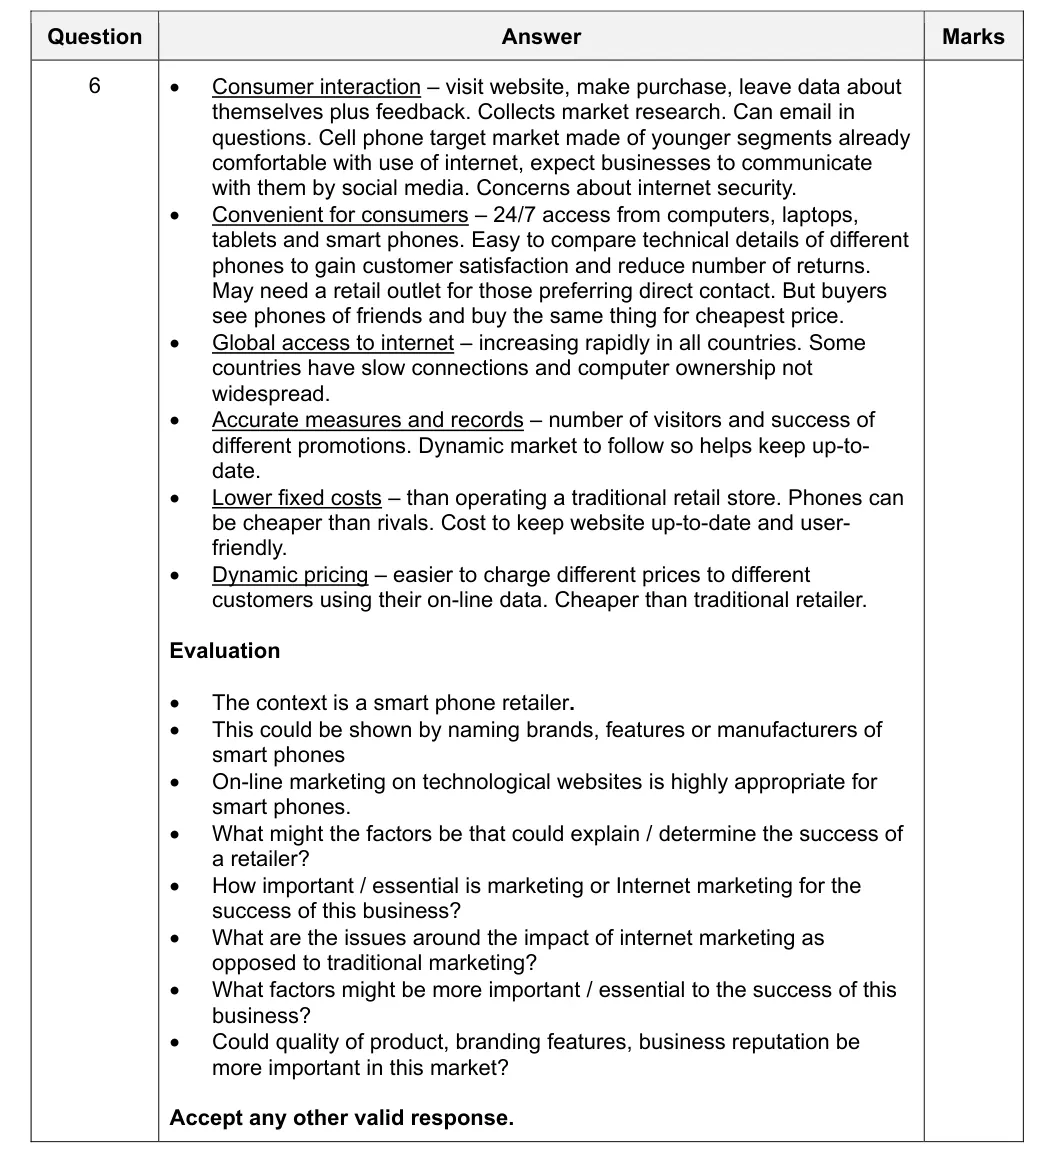 Question Answer Marks
6
• Consumer interaction – visit website, make purchase, leave data about
themselves plus feedback. Collects market research. Can email in
questions. Cell phone target market made of younger segments already
comfortable with use of internet, expect businesses to communicate
with them by social media. Concerns about internet security.
• Convenient for consumers – 24/7 access from computers, laptops,
tablets and smart phones. Easy to compare technical details of different
phones to gain customer satisfaction and reduce number of returns.
May need a retail outlet for those preferring direct contact. But buyers
see phones of friends and buy the same thing for cheapest price.
• Global access to internet – increasing rapidly in all countries. Some
countries have slow connections and computer ownership not
widespread.
• Accurate measures and records – number of visitors and success of
different promotions. Dynamic market to follow so helps keep up-to-
date.
• Lower fixed costs – than operating a traditional retail store. Phones can
be cheaper than rivals. Cost to keep website up-to-date and user-
friendly.
• Dynamic pricing – easier to charge different prices to different
customers using their on-line data. Cheaper than traditional retailer.
Evaluation
• The context is a smart phone retailer.
• This could be shown by naming brands, features or manufacturers of
smart phones
• On-line marketing on technological websites is highly appropriate for
smart phones.
• What might the factors be that could explain / determine the success of
a retailer?
• How important / essential is marketing or Internet marketing for the
success of this business?
• What are the issues around the impact of internet marketing as
opposed to traditional marketing?
• What factors might be more important / essential to the success of this
business?
• Could quality of product, branding features, business reputation be
more important in this market?
Accept any other valid response.